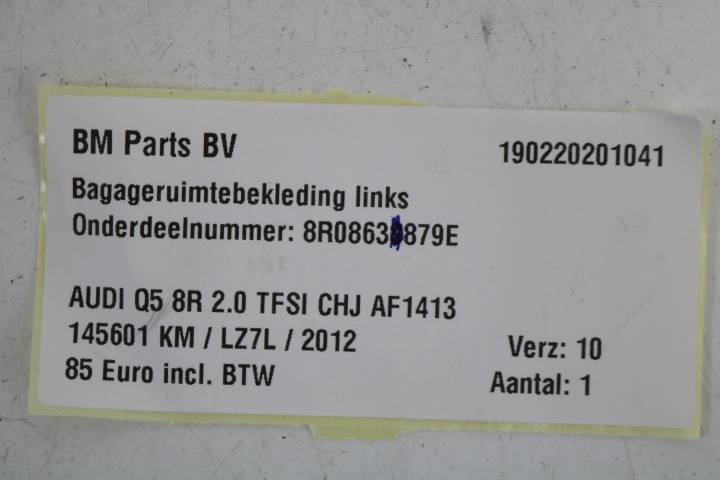 BM Parts BV
190220201041
Bagageruimtebekleding links
Onderdeelnummer: 8R0863879E
AUDI Q5 8R 2.0 TFSI CHJ AF1413
145601 KM / LZ7L / 2012
Verz: 10
85 Euro incl. BTW
Aantal: 1